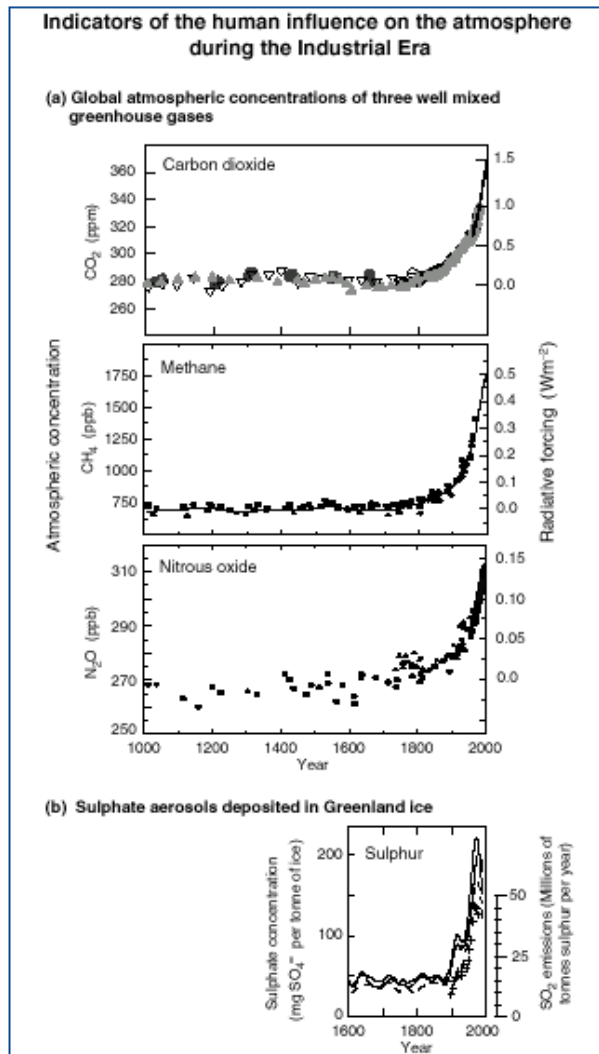 Indicators of the human influence on the atmosphere
during the Industrial Era
(a) Global atmospheric concentrations of three well mixed
greenhouse gases
Carbon dioxide
CO₂ (ppm)
360
340
320
300
280
260
1.5
1.0
0.5
0.0
Atmospheric concentration
Radiative forcing (Wm⁻²)
Methane
CH₄ (ppb)
1750
1500
1250
1000
750
0.5
0.4
0.3
0.2
0.1
0.0
Nitrous oxide
N₂O (ppb)
310
290
270
250
0.15
0.10
0.05
0.0
1000 1200 1400 1600 1800 2000
Year
(b) Sulphate aerosols deposited in Greenland ice
Sulphur
Sulphate concentration
(mg SO₄⁻⁻ per tonne of ice)
200
100
0
50
25
0
SO₂ emissions (Millions of
tonnes sulphur per year)
1600 1800 2000
Year